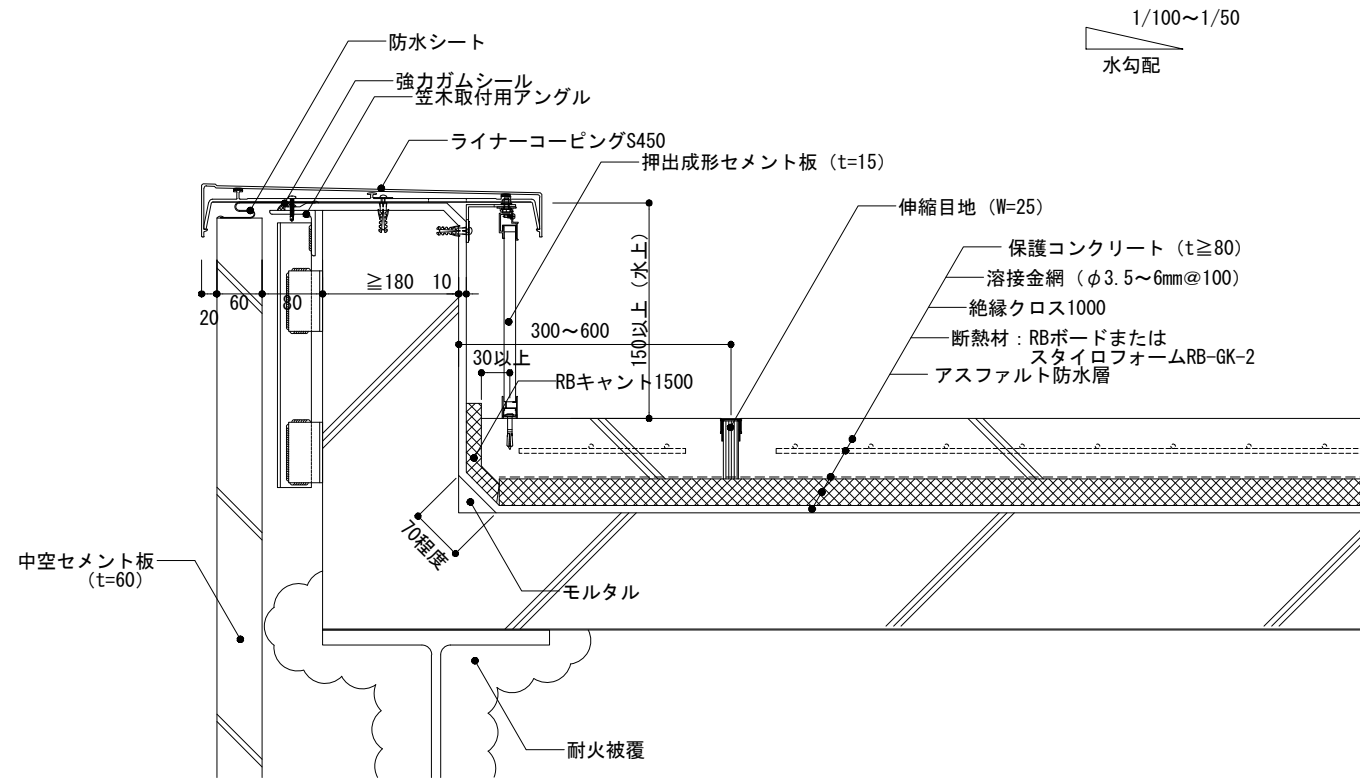 1/100～1/50
水勾配
防水シート
強力ガムシール
笠木取付用アングル
ライナーコーピングS450
押出成形セメント板（t=15）
伸縮目地（W=25）
保護コンクリート（t≧80）
溶接金網（φ3.5～6mm@100）
絶縁クロス1000
断熱材：RBボードまたは
スタイロフォームRB-GK-2
アスファルト防水層
150以上（水上）
≧180
10
60
80
20
300～600
30以上
RBキャント1500
70程度
中空セメント板
（t=60）
モルタル
耐火被覆